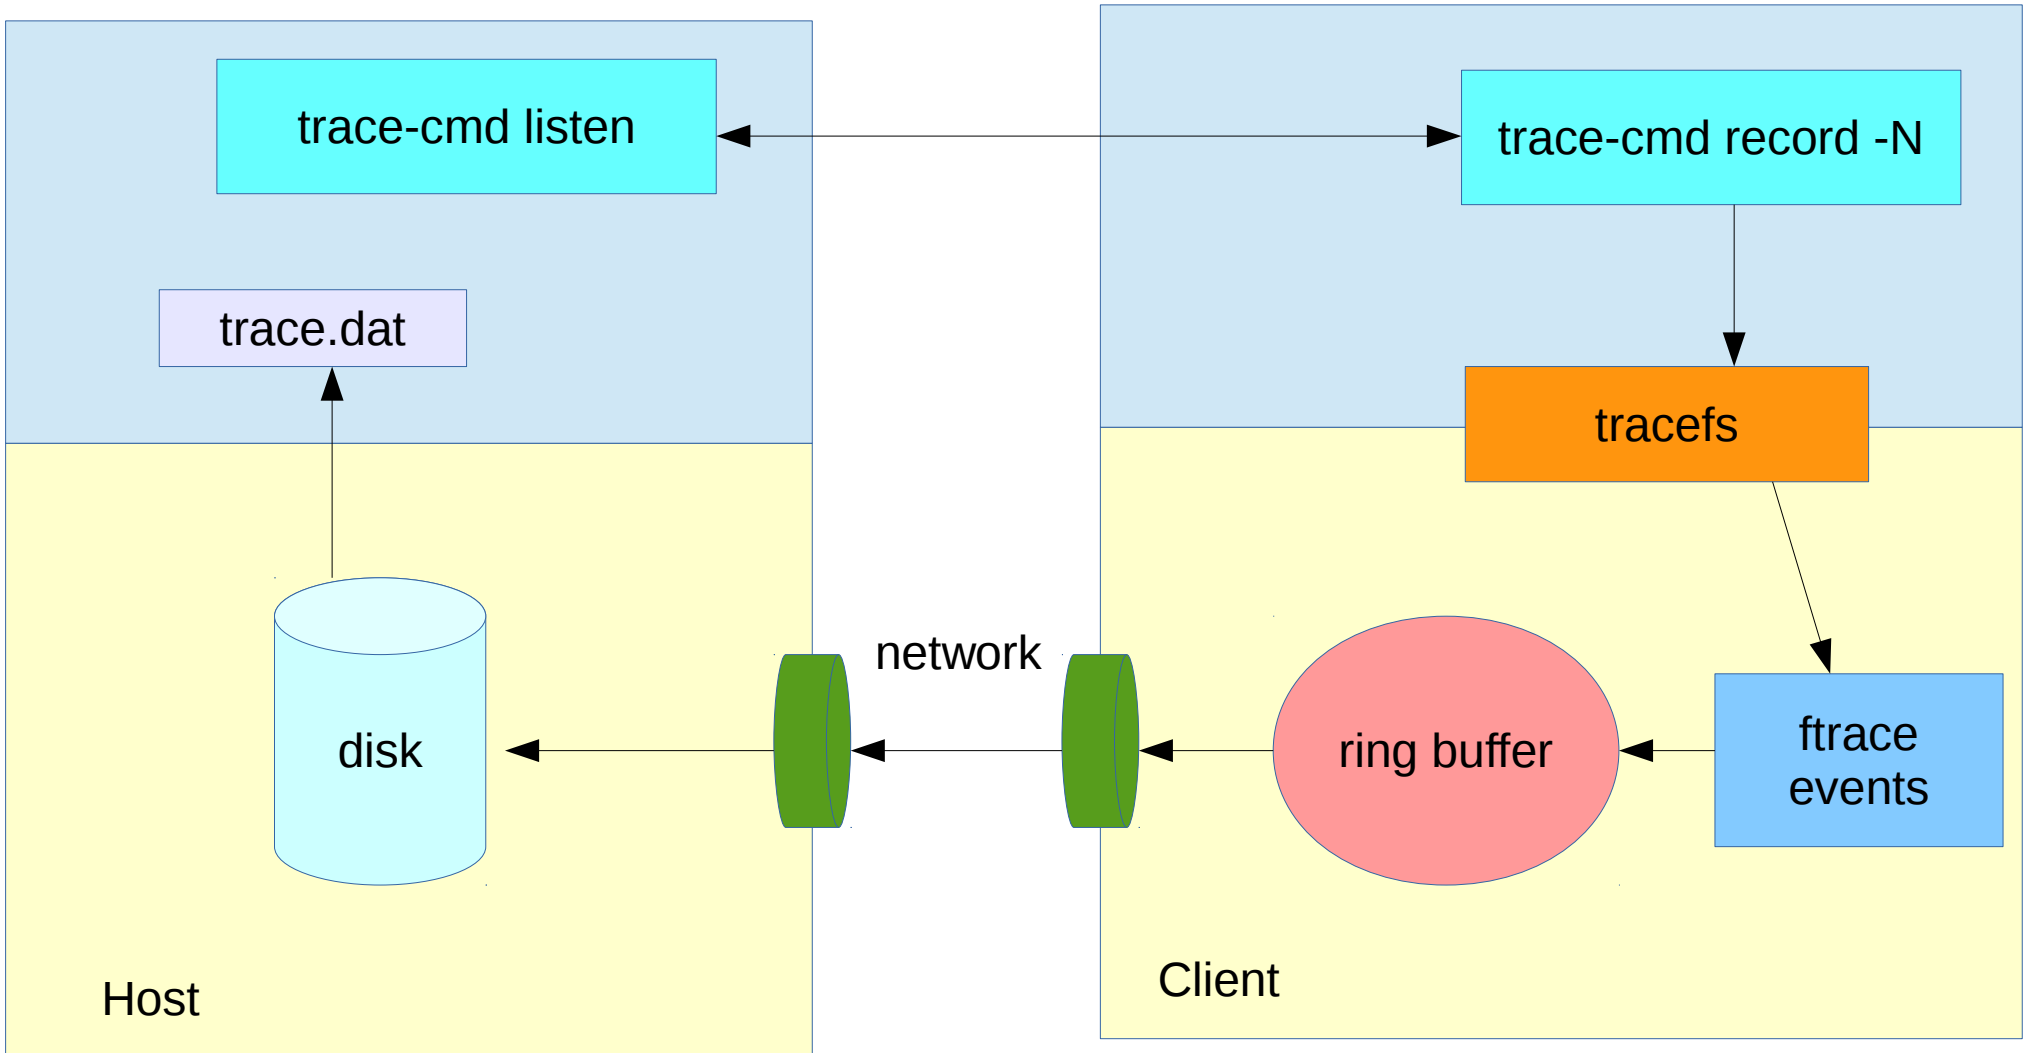 trace-cmd listen
trace-cmd record -N
trace.dat
tracefs
network
disk
ring buffer
ftrace
events
Host
Client